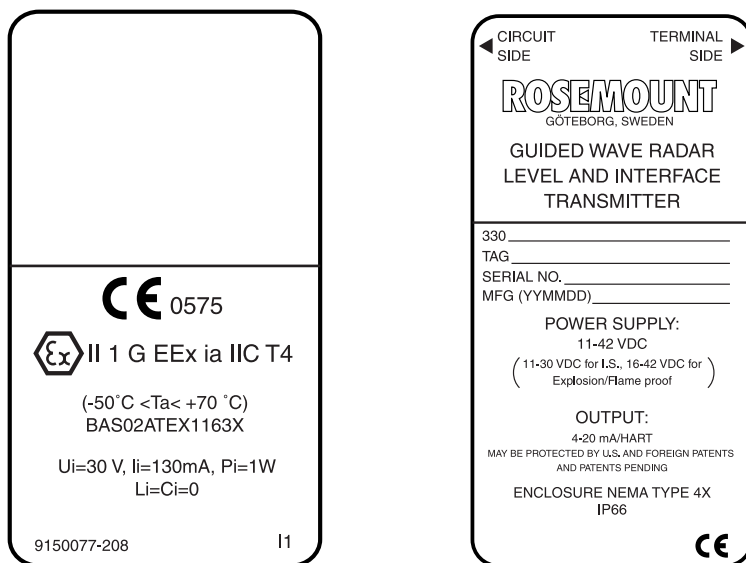 CE 0575
Ex II 1 G EEx ia IIC T4
(-50˚C <Ta< +70 ˚C)
BAS02ATEX1163X
Ui=30 V, Ii=130mA, Pi=1W
Li=Ci=0
9150077-208 I1
CIRCUIT SIDE
TERMINAL SIDE
ROSEMOUNT
GÖTEBORG, SWEDEN
GUIDED WAVE RADAR
LEVEL AND INTERFACE
TRANSMITTER
330
TAG
SERIAL NO.
MFG (YYMMDD)
POWER SUPPLY:
11-42 VDC
(11-30 VDC for I.S., 16-42 VDC for
Explosion/Flame proof)
OUTPUT:
4-20 mA/HART
MAY BE PROTECTED BY U.S. AND FOREIGN PATENTS
AND PATENTS PENDING
ENCLOSURE NEMA TYPE 4X
IP66
CE